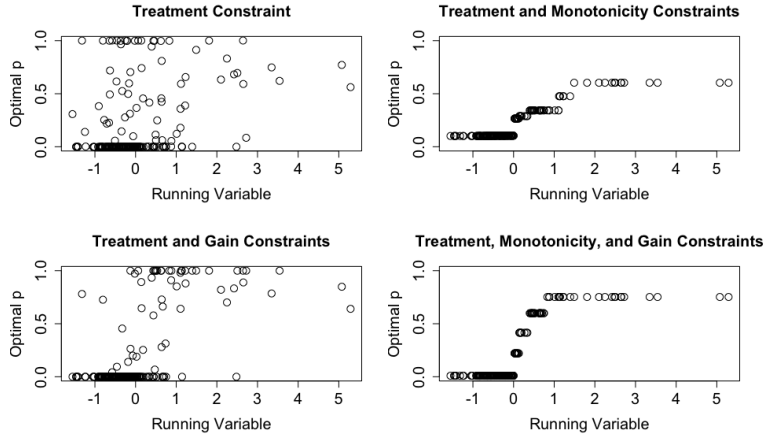 Treatment Constraint
Optimal p
0.0 0.5 1.0
-1 0 1 2 3 4 5
Running Variable
Treatment and Monotonicity Constraints
Optimal p
0.0 0.5 1.0
-1 0 1 2 3 4 5
Running Variable
Treatment and Gain Constraints
Optimal p
0.0 0.5 1.0
-1 0 1 2 3 4 5
Running Variable
Treatment, Monotonicity, and Gain Constraints
Optimal p
0.0 0.5 1.0
-1 0 1 2 3 4 5
Running Variable